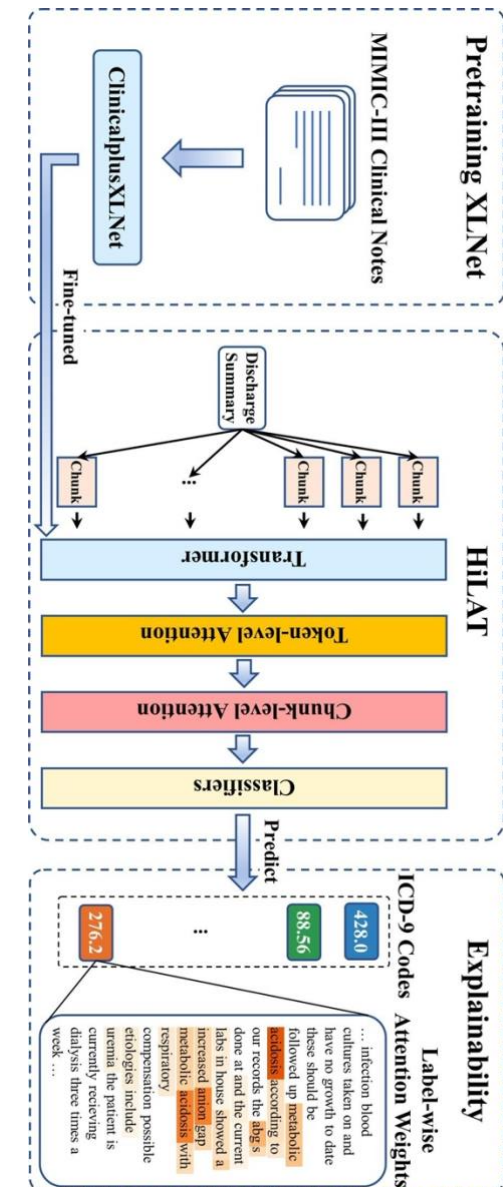 Pretraining XLNet
MIMIC-III Clinical Notes
ClinicalplusXLNet
Fine-tuned
HiLAT
Discharge
Summary
Chunk
Chunk
Chunk
...
Chunk
Transformer
Token-level Attention
Chunk-level Attention
Classifiers
Predict
Explainability
ICD-9 Codes
Label-wise
Attention Weights
428.0
88.56
...
276.2
... infection blood
cultures taken on and
have no growth to date
these should be
followed up metabolic
acidosis according to
our records the abg s
done at and the current
labs in house showed a
increased anion gap
metabolic acidosis with
respiratory
compensation possible
etiologies include
uremia the patient is
currently recieving
dialysis three times a
week ...